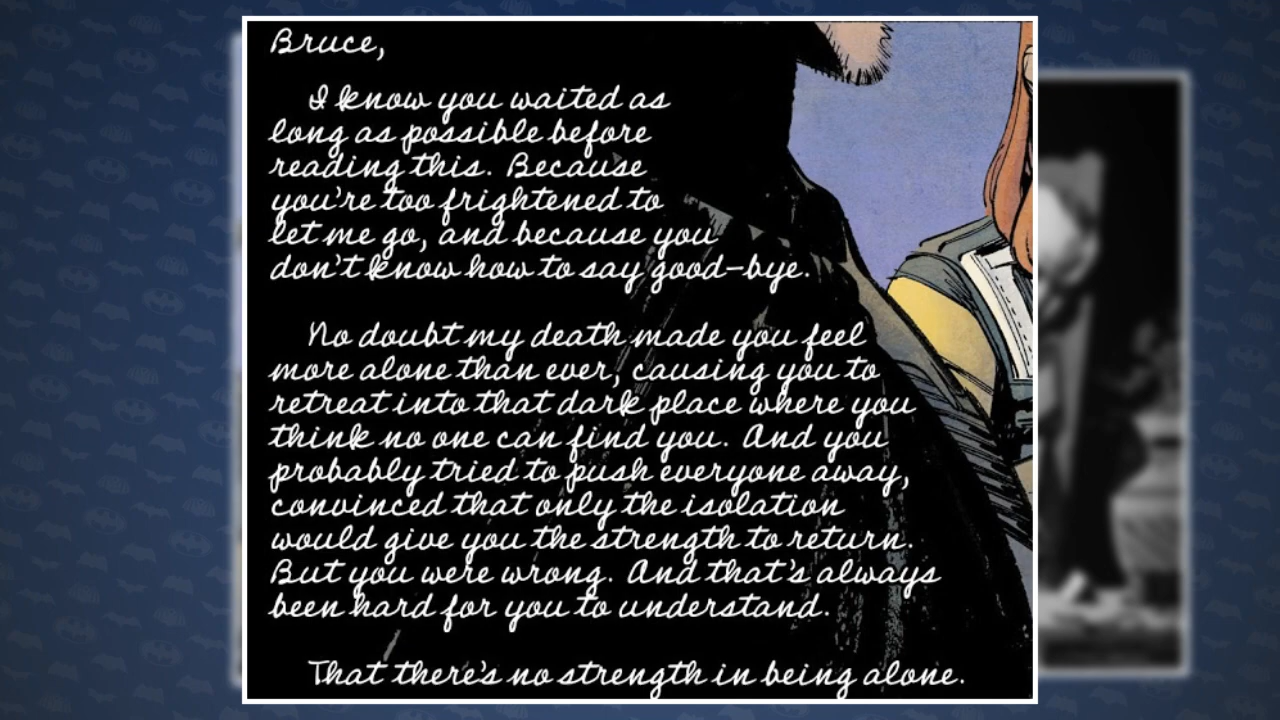 Bruce,
I know you waited as
long as possible before
reading this. Because
you're too frightened to
let me go, and because you
don't know how to say good-bye.
No doubt my death made you feel
more alone than ever, causing you to
retreat into that dark place where you
think no one can find you. And you
probably tried to push everyone away,
convinced that only the isolation
would give you the strength to return.
But you were wrong. And that's always
been hard for you to understand.
That there's no strength in being alone.